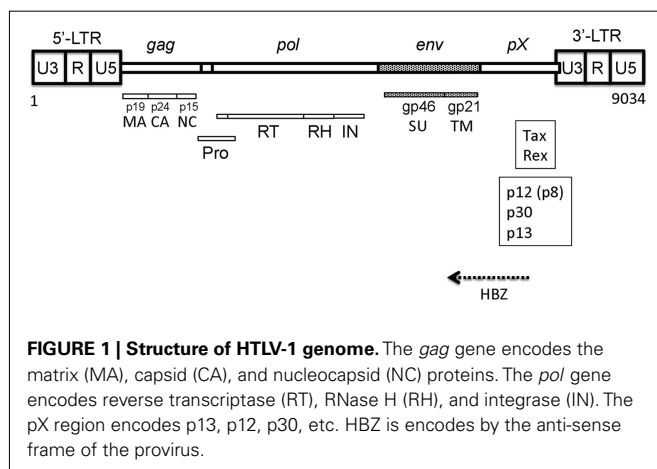 5'-LTR 3'-LTR
gag pol env pX
U3 R U5 U3 R U5
1 9034
p19 p24 p15 gp46 gp21
MA CA NC RT RH IN SU TM
Pro
Tax
Rex
p12 (p8)
p30
p13
HBZ
FIGURE 1 | Structure of HTLV-1 genome. The gag gene encodes the
matrix (MA), capsid (CA), and nucleocapsid (NC) proteins. The pol gene
encodes reverse transcriptase (RT), RNase H (RH), and integrase (IN). The
pX region encodes p13, p12, p30, etc. HBZ is encodes by the anti-sense
frame of the provirus.